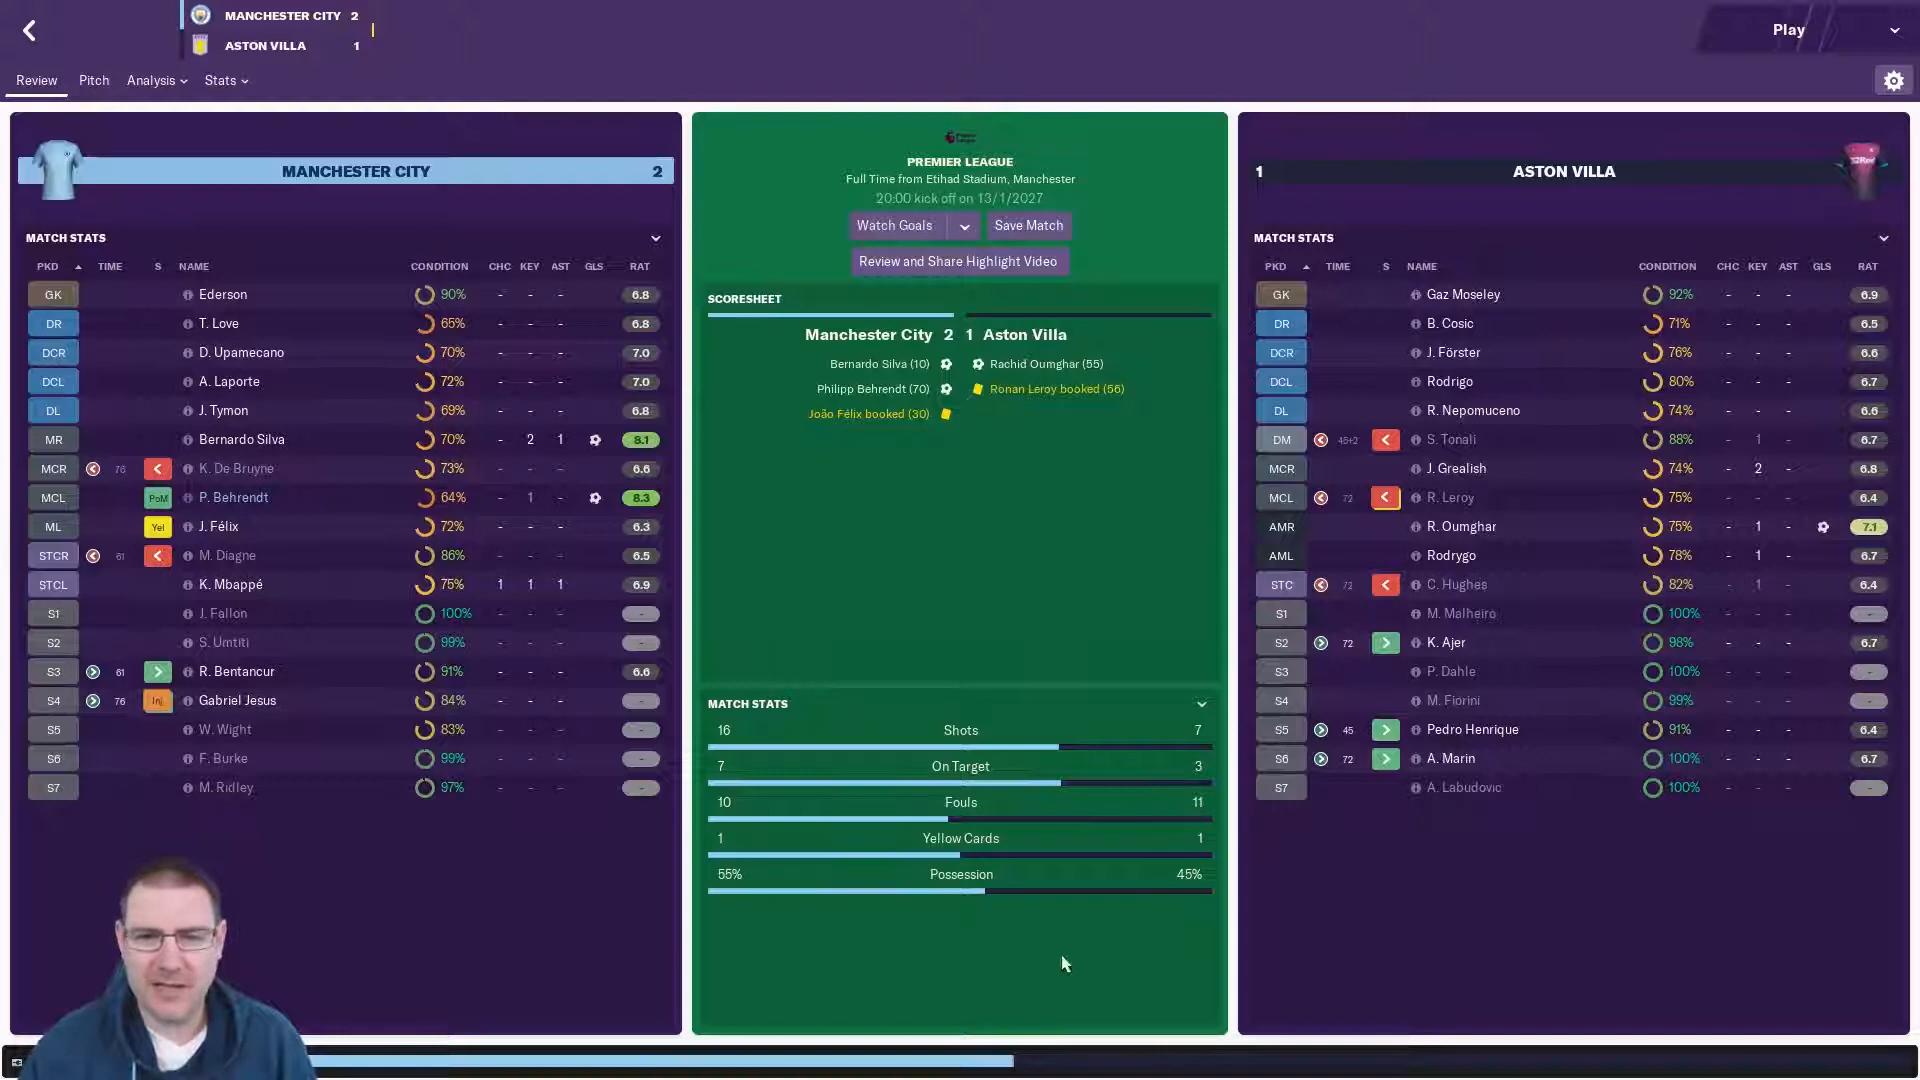 MANCHESTER CITY 2
ASTON VILLA 1
Play
Review Pitch Analysis Stats
MANCHESTER CITY 2
MATCH STATS
PKD TIME S NAME CONDITION CHC KEY AST GLS RAT
GK Ederson 90% - - - 6.8
DR T. Love 65% - - - 6.8
DCR D. Upamecano 70% - - - 7.0
DCL A. Laporte 72% - - - 7.0
DL J. Tymon 69% - - - 6.8
MR Bernardo Silva 70% - 2 1 8.1
MCR 76 K. De Bruyne 73% - - - 6.6
MCL PoM P. Behrendt 64% - 1 - 8.3
ML Yel J. Félix 72% - - - 6.3
STCR 61 M. Diagne 86% - - - 6.5
STCL K. Mbappé 75% 1 1 1 6.9
S1 J. Fallon 100% - - - -
S2 S. Umtiti 99% - - - -
S3 61 R. Bentancur 91% - - - 6.6
S4 76 Inj Gabriel Jesus 84% - - - -
S5 W. Wight 83% - - - -
S6 F. Burke 99% - - - -
S7 M. Ridley 97% - - - -
PREMIER LEAGUE
Full Time from Etihad Stadium, Manchester
20:00 kick off on 13/1/2027
Watch Goals Save Match
Review and Share Highlight Video
SCORESHEET
Manchester City 2 1 Aston Villa
Bernardo Silva (10) Rachid Oumghar (55)
Philipp Behrendt (70) Ronan Leroy booked (56)
João Félix booked (30)
MATCH STATS
16 Shots 7
7 On Target 3
10 Fouls 11
1 Yellow Cards 1
55% Possession 45%
1 ASTON VILLA
MATCH STATS
PKD TIME S NAME CONDITION CHC KEY AST GLS RAT
GK Gaz Moseley 92% - - - 6.9
DR B. Cosic 71% - - - 6.5
DCR J. Förster 76% - - - 6.6
DCL Rodrigo 80% - - - 6.7
DL R. Nepomuceno 74% - - - 6.6
DM 45+2 S. Tonali 88% - 1 - 6.7
MCR J. Grealish 74% - 2 - 6.8
MCL 72 R. Leroy 75% - - - 6.4
AMR R. Oumghar 75% - 1 - 7.1
AML Rodrygo 78% - 1 - 6.7
STC 72 C. Hughes 82% - 1 - 6.4
S1 M. Malheiro 100% - - - -
S2 72 K. Ajer 98% - - - 6.7
S3 P. Dahle 100% - - - -
S4 M. Fiorini 99% - - - -
S5 45 Pedro Henrique 91% - - - 6.4
S6 72 A. Marin 100% - - - 6.7
S7 A. Labudovic 100% - - - -